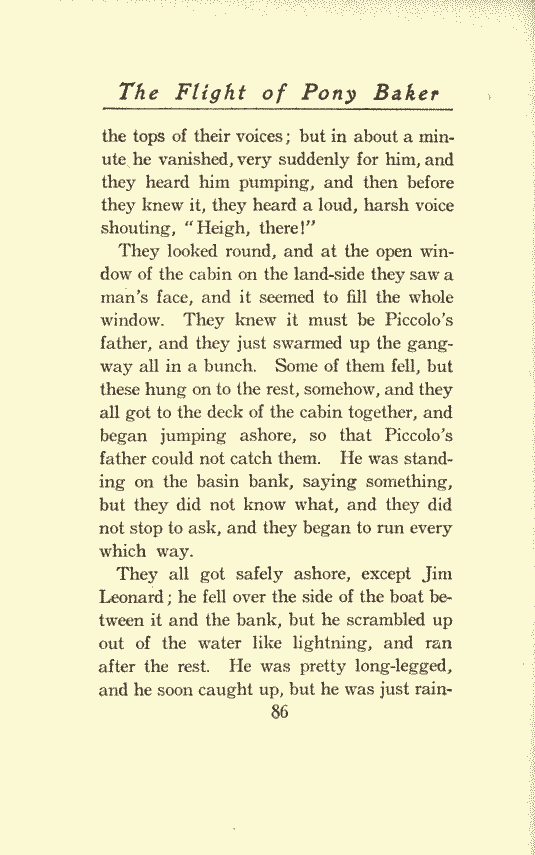 The Flight of Pony Baker
the tops of their voices; but in about a min-
ute he vanished, very suddenly for him, and
they heard him pumping, and then before
they knew it, they heard a loud, harsh voice
shouting, "Heigh, there!"
They looked round, and at the open win-
dow of the cabin on the land-side they saw a
man's face, and it seemed to fill the whole
window. They knew it must be Piccolo's
father, and they just swarmed up the gang-
way all in a bunch. Some of them fell, but
these hung on to the rest, somehow, and they
all got to the deck of the cabin together, and
began jumping ashore, so that Piccolo's
father could not catch them. He was stand-
ing on the basin bank, saying something,
but they did not know what, and they did
not stop to ask, and they began to run every
which way.
They all got safely ashore, except Jim
Leonard; he fell over the side of the boat be-
tween it and the bank, but he scrambled up
out of the water like lightning, and ran
after the rest. He was pretty long-legged,
and he soon caught up, but he was just rain-
86